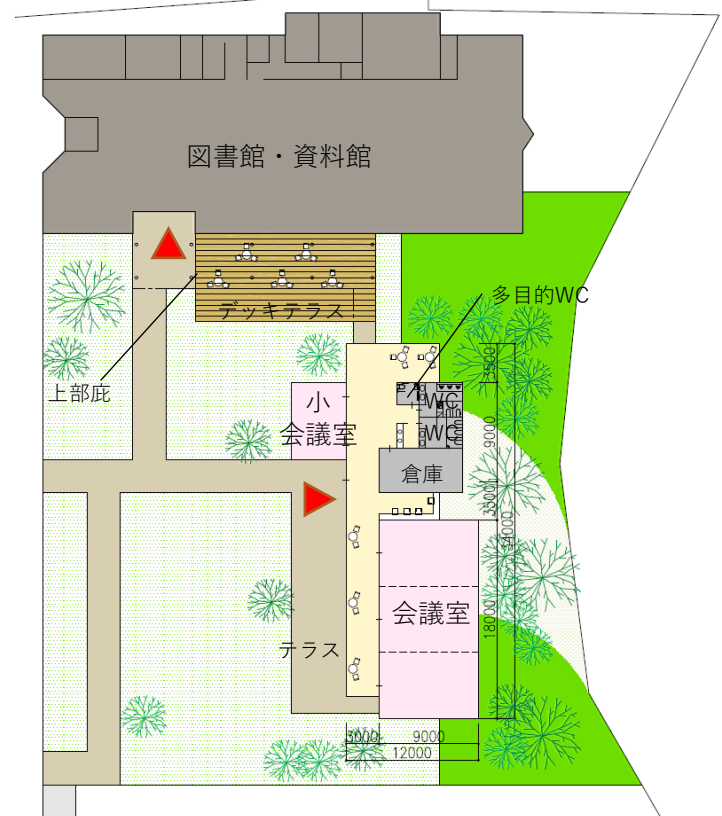 図書館・資料館
多目的WC
デッキテラス
上部庇
小
会議室
WC
WC
倉庫
会議室
テラス
3500
9000
3500
34000
18000
3000
9000
12000